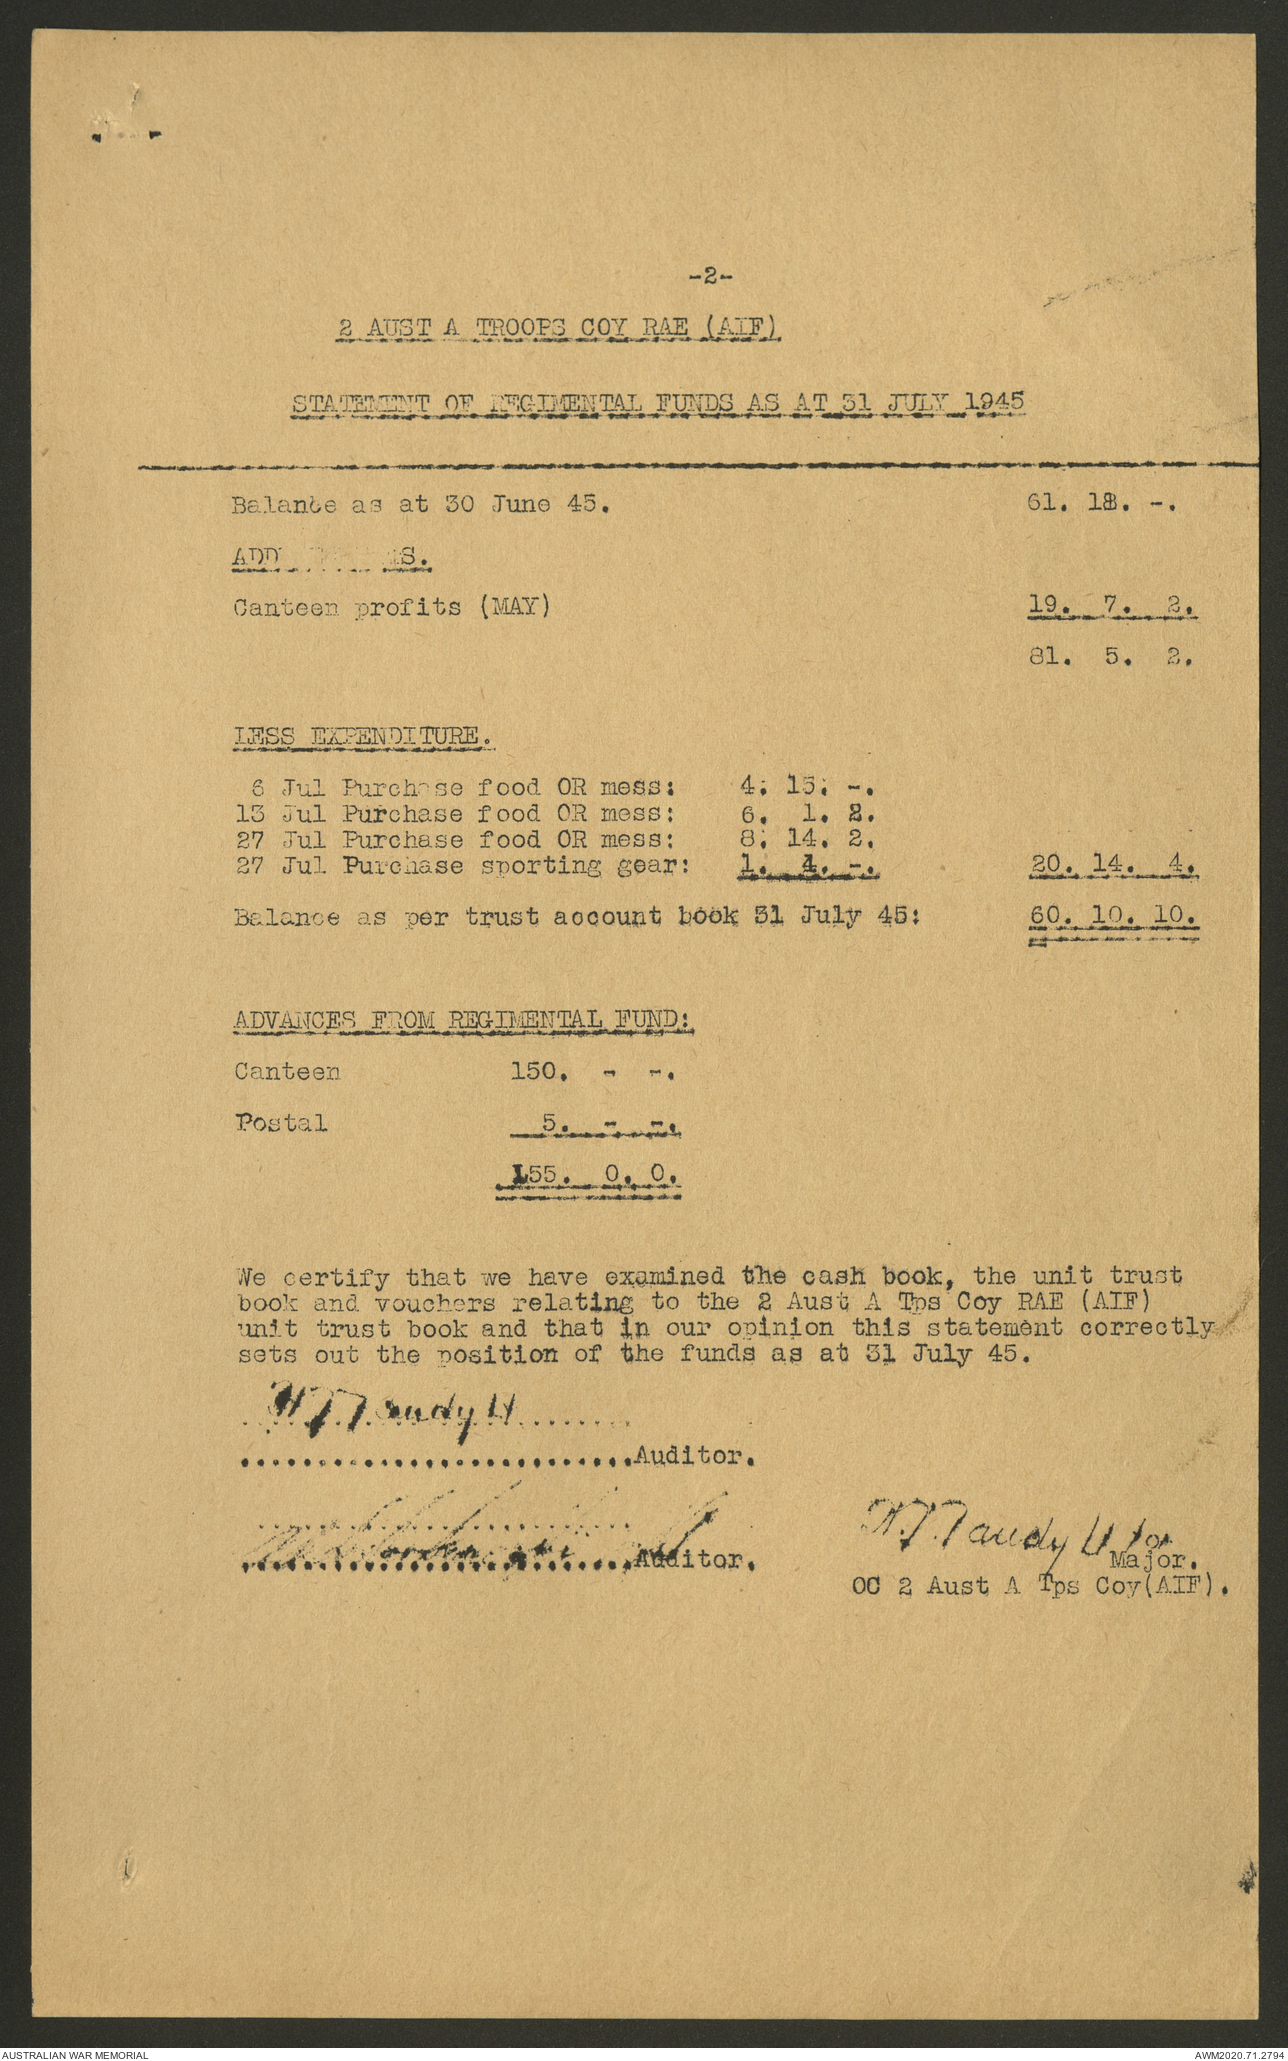 -2-
2 AUST A TROOPS COY RAE (AIF)
STATEMENT OF REGIMENTAL FUNDS AS AT 31 JULY 1945
Balance as at 30 June 45. 61. 18. -.
ADD
Canteen profits (MAY) 19. 7. 2.
81. 5. 2.
LESS EXPENDITURE.
6 Jul Purchase food OR mess: 4: 15: -.
13 Jul Purchase food OR mess: 6. 1. 2.
27 Jul Purchase food OR mess: 8: 14. 2.
27 Jul Purchase sporting gear: 1. 4. -. 20. 14. 4.
Balance as per trust account book 31 July 45: 60. 10. 10.
ADVANCES FROM REGIMENTAL FUND:
Canteen 150. - -.
Postal 5. - -.
155. 0. 0.
We certify that we have examined the cash book, the unit trust
book and vouchers relating to the 2 Aust A Tps Coy RAE (AIF)
unit trust book and that in our opinion this statement correctly
sets out the position of the funds as at 31 July 45.
..........................Auditor.
..........................Auditor.
Major.
OC 2 Aust A Tps Coy(AIF).
AUSTRALIAN WAR MEMORIAL AWM2020.71.2794